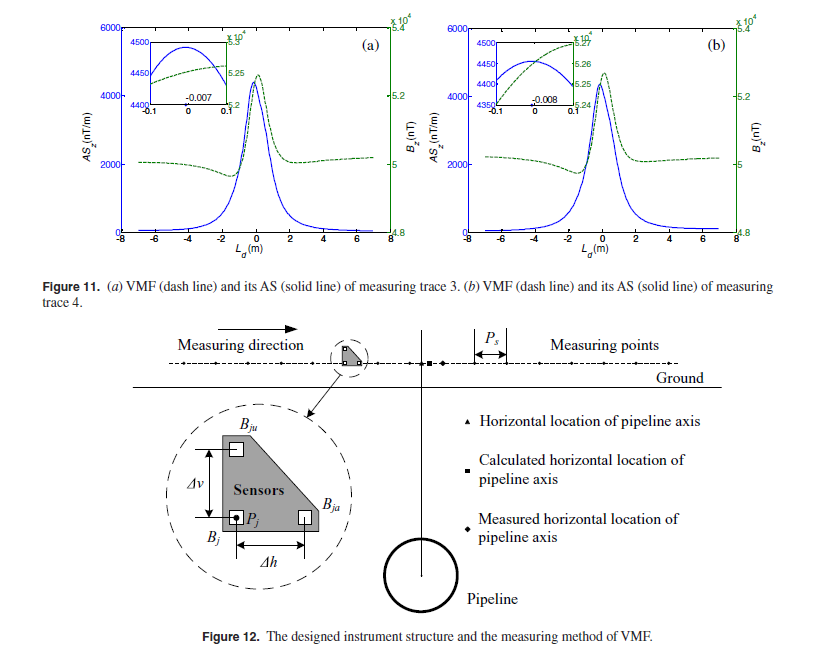 x 10⁴
x 10⁴
6000
5.4
6000
5.4
4500
x 10⁴
5.3
(a)
4500
x 10⁴
5.27
(b)
4450
5.25
4450
5.26
4400
5.25
4400
-0.007
5.2
4350
-0.008
5.24
-0.1
0
0.1
-0.1
0
0.1
4000
5.2
4000
5.2
AS_z (nT/m)
B_z (nT)
AS_z (nT/m)
B_z (nT)
2000
5
2000
5
0
4.8
0
4.8
-8
-6
-4
-2
0
2
4
6
8
-8
-6
-4
-2
0
2
4
6
8
L_d (m)
L_d (m)
Figure 11. (a) VMF (dash line) and its AS (solid line) of measuring trace 3. (b) VMF (dash line) and its AS (solid line) of measuring
trace 4.
Measuring direction
P_s
Measuring points
Ground
B_ju
Horizontal location of pipeline axis
Calculated horizontal location of
pipeline axis
Δv
Sensors
B_ja
P_j
Measured horizontal location of
pipeline axis
B_j
Δh
Pipeline
Figure 12. The designed instrument structure and the measuring method of VMF.